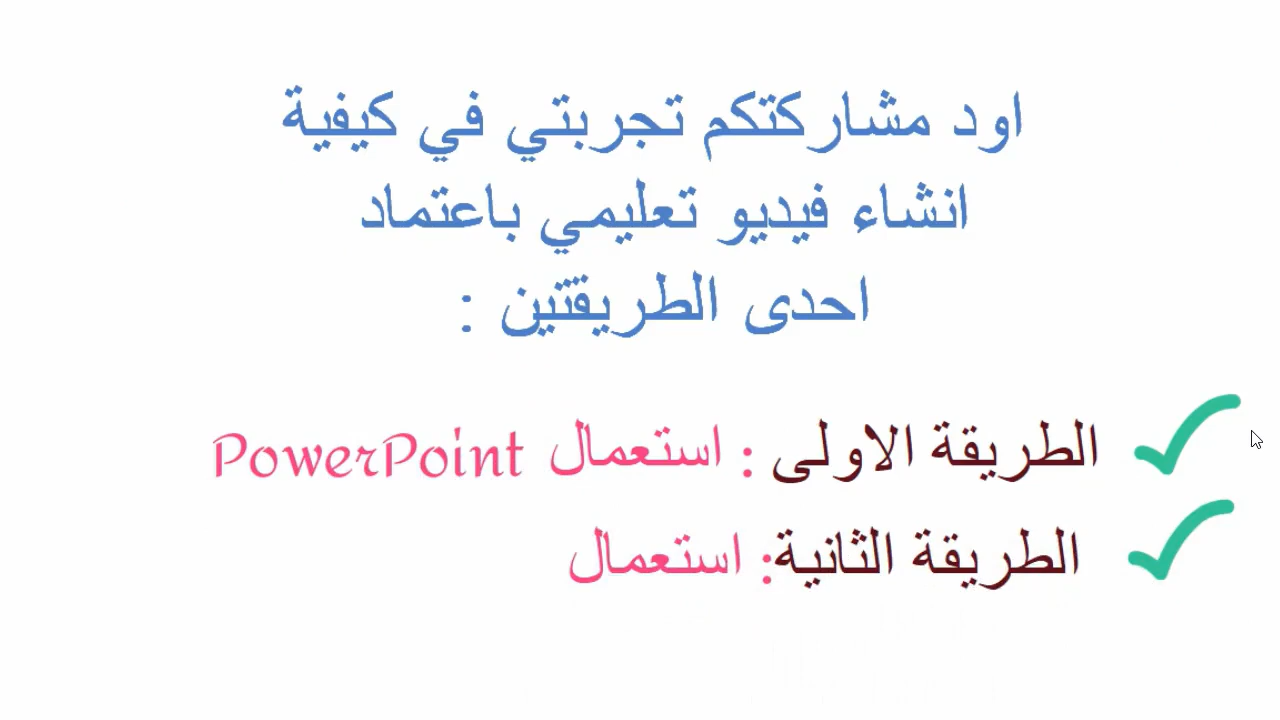 اود مشاركتكم تجربتي في كيفية
انشاء فيديو تعليمي باعتماد
احدى الطريقتين :
الطريقة الاولى : استعمال PowerPoint
الطريقة الثانية: استعمال